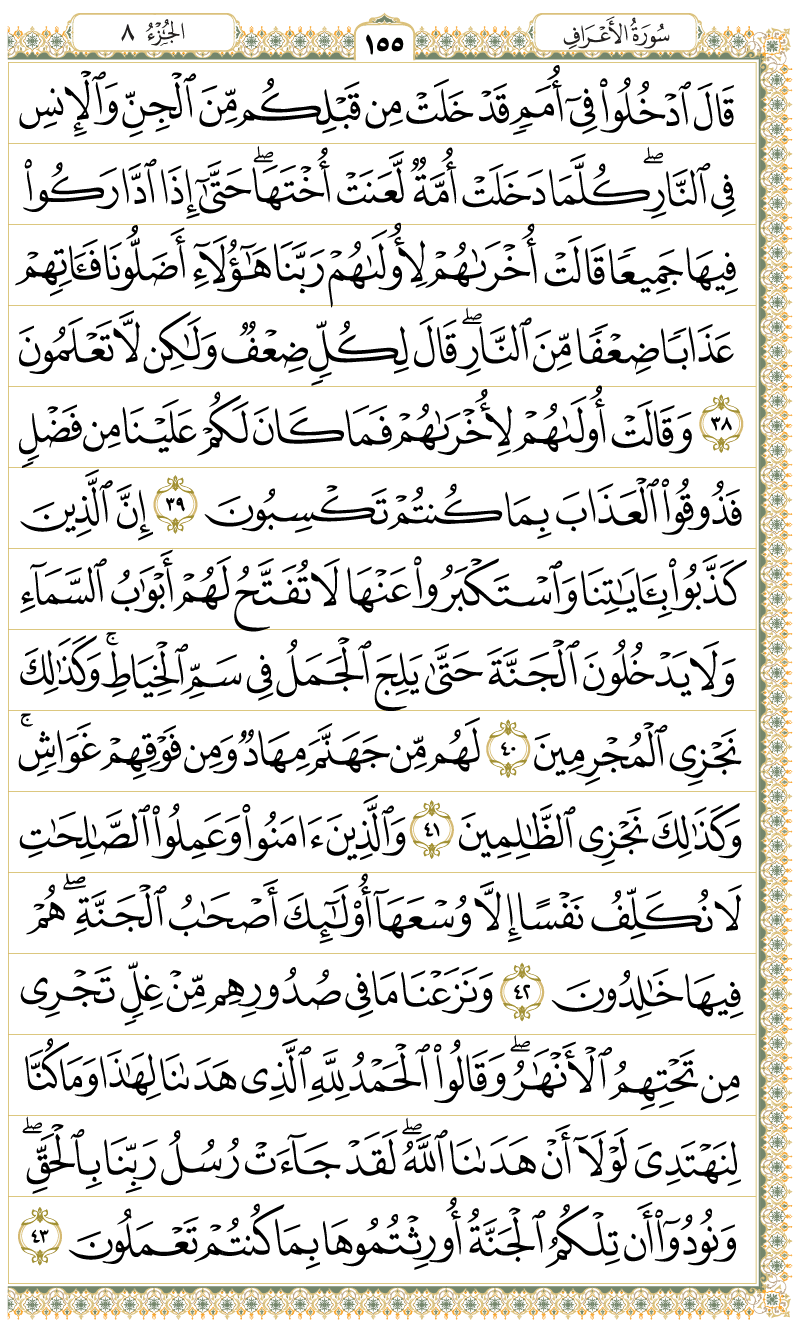 سُورَةُ الأَعۡرَافِ
١٥٥
الجُزۡءُ ٨
قَالَ ٱدۡخُلُواْ فِيٓ أُمَمٖ قَدۡ خَلَتۡ مِن قَبۡلِكُم مِّنَ ٱلۡجِنِّ وَٱلۡإِنسِ
فِي ٱلنَّارِۖ كُلَّمَا دَخَلَتۡ أُمَّةٞ لَّعَنَتۡ أُخۡتَهَاۖ حَتَّىٰٓ إِذَا ٱدَّارَكُواْ
فِيهَا جَمِيعٗا قَالَتۡ أُخۡرَىٰهُمۡ لِأُولَىٰهُمۡ رَبَّنَا هَٰٓؤُلَآءِ أَضَلُّونَا فَـَٔاتِهِمۡ
عَذَابٗا ضِعۡفٗا مِّنَ ٱلنَّارِۖ قَالَ لِكُلّٖ ضِعۡفٞ وَلَٰكِن لَّا تَعۡلَمُونَ
٣٨ وَقَالَتۡ أُولَىٰهُمۡ لِأُخۡرَىٰهُمۡ فَمَا كَانَ لَكُمۡ عَلَيۡنَا مِن فَضۡلٖ
فَذُوقُواْ ٱلۡعَذَابَ بِمَا كُنتُمۡ تَكۡسِبُونَ ٣٩ إِنَّ ٱلَّذِينَ
كَذَّبُواْ بِـَٔايَٰتِنَا وَٱسۡتَكۡبَرُواْ عَنۡهَا لَا تُفَتَّحُ لَهُمۡ أَبۡوَٰبُ ٱلسَّمَآءِ
وَلَا يَدۡخُلُونَ ٱلۡجَنَّةَ حَتَّىٰ يَلِجَ ٱلۡجَمَلُ فِي سَمِّ ٱلۡخِيَاطِۚ وَكَذَٰلِكَ
نَجۡزِي ٱلۡمُجۡرِمِينَ ٤٠ لَهُم مِّن جَهَنَّمَ مِهَادٞ وَمِن فَوۡقِهِمۡ غَوَاشٖۚ
وَكَذَٰلِكَ نَجۡزِي ٱلظَّٰلِمِينَ ٤١ وَٱلَّذِينَ ءَامَنُواْ وَعَمِلُواْ ٱلصَّٰلِحَٰتِ
لَا نُكَلِّفُ نَفۡسًا إِلَّا وُسۡعَهَآ أُوْلَٰٓئِكَ أَصۡحَٰبُ ٱلۡجَنَّةِۖ هُمۡ
فِيهَا خَٰلِدُونَ ٤٢ وَنَزَعۡنَا مَا فِي صُدُورِهِم مِّنۡ غِلّٖ تَجۡرِي
مِن تَحۡتِهِمُ ٱلۡأَنۡهَٰرُۖ وَقَالُواْ ٱلۡحَمۡدُ لِلَّهِ ٱلَّذِي هَدَىٰنَا لِهَٰذَا وَمَا كُنَّا
لِنَهۡتَدِيَ لَوۡلَآ أَنۡ هَدَىٰنَا ٱللَّهُۖ لَقَدۡ جَآءَتۡ رُسُلُ رَبِّنَا بِٱلۡحَقِّۖ
وَنُودُوٓاْ أَن تِلۡكُمُ ٱلۡجَنَّةُ أُورِثۡتُمُوهَا بِمَا كُنتُمۡ تَعۡمَلُونَ ٤٣